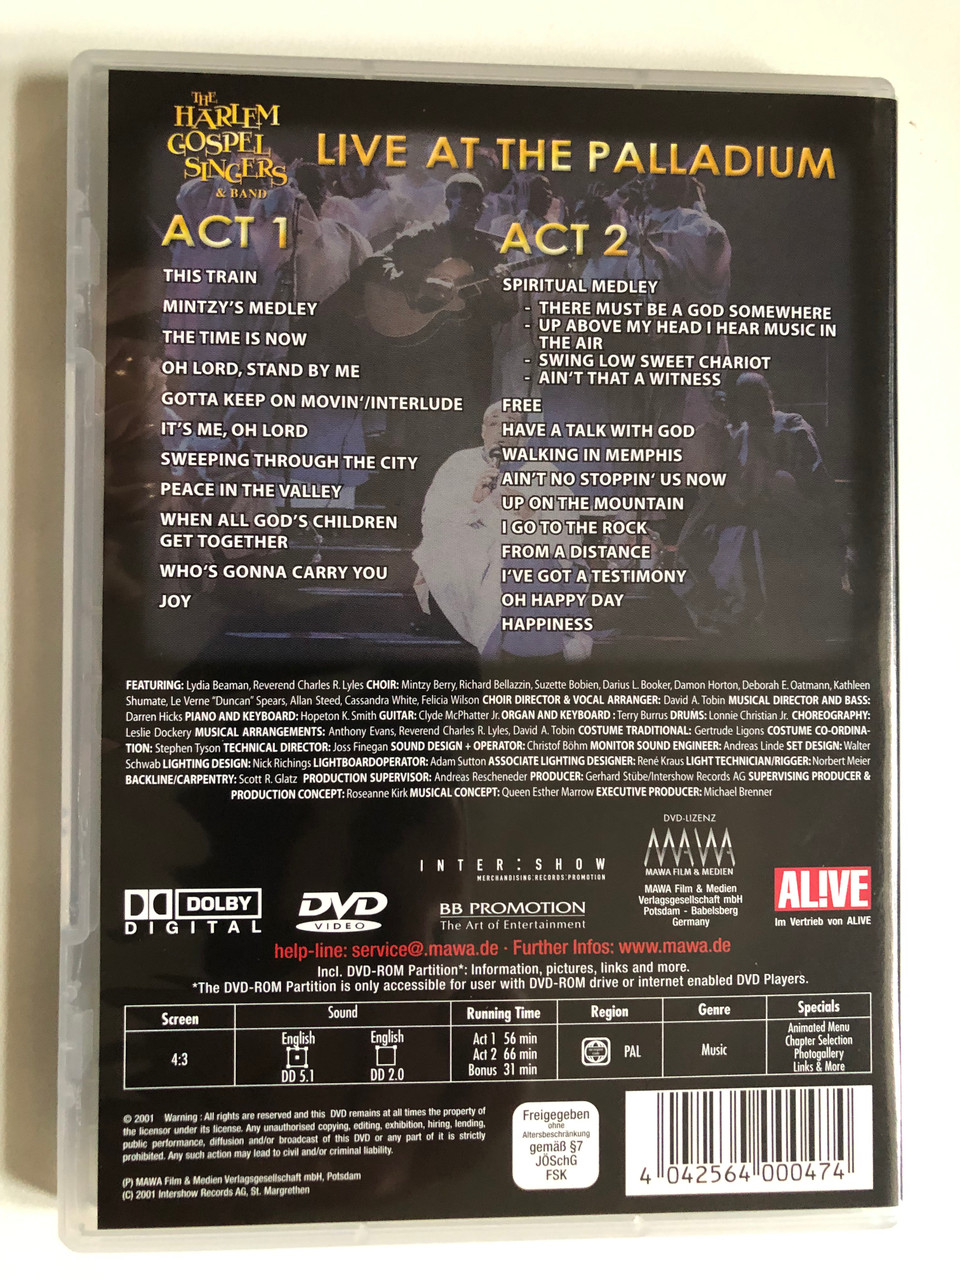 THE
HARLEM
GOSPEL
SINGERS
& BAND
LIVE AT THE PALLADIUM
ACT 1
THIS TRAIN
MINTZY'S MEDLEY
THE TIME IS NOW
OH LORD, STAND BY ME
GOTTA KEEP ON MOVIN'/INTERLUDE
IT'S ME, OH LORD
SWEEPING THROUGH THE CITY
PEACE IN THE VALLEY
WHEN ALL GOD'S CHILDREN
GET TOGETHER
WHO'S GONNA CARRY YOU
JOY
ACT 2
SPIRITUAL MEDLEY
- THERE MUST BE A GOD SOMEWHERE
- UP ABOVE MY HEAD I HEAR MUSIC IN
THE AIR
- SWING LOW SWEET CHARIOT
- AIN'T THAT A WITNESS
FREE
HAVE A TALK WITH GOD
WALKING IN MEMPHIS
AIN'T NO STOPPIN' US NOW
UP ON THE MOUNTAIN
I GO TO THE ROCK
FROM A DISTANCE
I'VE GOT A TESTIMONY
OH HAPPY DAY
HAPPINESS
FEATURING: Lydia Beaman, Reverend Charles R. Lyles CHOIR: Mintzy Berry, Richard Bellazzin, Suzette Bobien, Darius L. Booker, Damon Horton, Deborah E. Oatmann, Kathleen
Shumate, Le Verne "Duncan" Spears, Allan Steed, Cassandra White, Felicia Wilson CHOIR DIRECTOR & VOCAL ARRANGER: David A. Tobin MUSICAL DIRECTOR AND BASS:
Darren Hicks PIANO AND KEYBOARD: Hopeton K. Smith GUITAR: Clyde McPhatter Jr. ORGAN AND KEYBOARD : Terry Burrus DRUMS: Lonnie Christian Jr. CHOREOGRAPHY:
Leslie Dockery MUSICAL ARRANGEMENTS: Anthony Evans, Reverend Charles R. Lyles, David A. Tobin COSTUME TRADITIONAL: Gertrude Ligons COSTUME CO-ORDINA-
TION: Stephen Tyson TECHNICAL DIRECTOR: Joss Finegan SOUND DESIGN + OPERATOR: Christof Böhm MONITOR SOUND ENGINEER: Andreas Linde SET DESIGN: Walter
Schwab LIGHTING DESIGN: Nick Richings LIGHTBOARDOPERATOR: Adam Sutton ASSOCIATE LIGHTING DESIGNER: René Kraus LIGHT TECHNICIAN/RIGGER: Norbert Meier
BACKLINE/CARPENTRY: Scott R. Glatz PRODUCTION SUPERVISOR: Andreas Rescheneder PRODUCER: Gerhard Stübe/Intershow Records AG SUPERVISING PRODUCER &
PRODUCTION CONCEPT: Roseanne Kirk MUSICAL CONCEPT: Queen Esther Marrow EXECUTIVE PRODUCER: Michael Brenner
DOLBY
DIGITAL
DVD
VIDEO
INTER:SHOW
MERCHANDISING:RECORDS:PROMOTION
BB PROMOTION
The Art of Entertainment
DVD-LIZENZ
MAWA
MAWA FILM & MEDIEN
MAWA Film & Medien
Verlagsgesellschaft mbH
Potsdam - Babelsberg
Germany
AL!VE
Im Vertrieb von ALIVE
help-line: service@.mawa.de · Further Infos: www.mawa.de
Incl. DVD-ROM Partition*: Information, pictures, links and more.
*The DVD-ROM Partition is only accessible for user with DVD-ROM drive or internet enabled DVD Players.
Screen
4:3
Sound
English
DD 5.1
English
DD 2.0
Running Time
Act 1 56 min
Act 2 66 min
Bonus 31 min
Region
PAL
Genre
Music
Specials
Animated Menu
Chapter Selection
Photogallery
Links & More
© 2001 Warning : All rights are reserved and this DVD remains at all times the property of
the licensor under its license. Any unauthorised copying, editing, exhibition, hiring, lending,
public performance, diffusion and/or broadcast of this DVD or any part of it is strictly
prohibited. Any such action may lead to civil and/or criminal liability.
(P) MAWA Film & Medien Verlagsgesellschaft mbH, Potsdam
(C) 2001 Intershow Records AG, St. Margrethen
Freigegeben
ohne
Altersbeschränkung
gemäß §7
JÖSchG
FSK
4 042564 000474